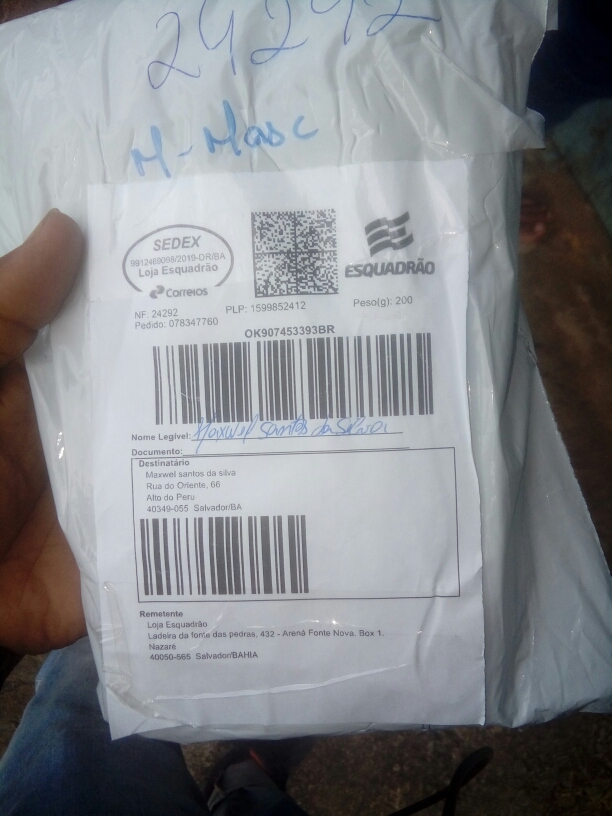 24292
M-Masc
SEDEX
9912469098/2019-DR/BA
Loja Esquadrão
Correios
ESQUADRÃO
NF. 24292
PLP: 1599852412
Peso(g): 200
Pedido: 078347760
OK907453393BR
Nome Legível: Maxwel santos da silva
Documento:
Destinatário
Maxwel santos da silva
Rua do Oriente, 66
Alto do Peru
40349-055 Salvador/BA
Remetente
Loja Esquadrão
Ladeira da fonte das pedras, 432 - Arena Fonte Nova. Box 1.
Nazaré
40050-565 Salvador/BAHIA